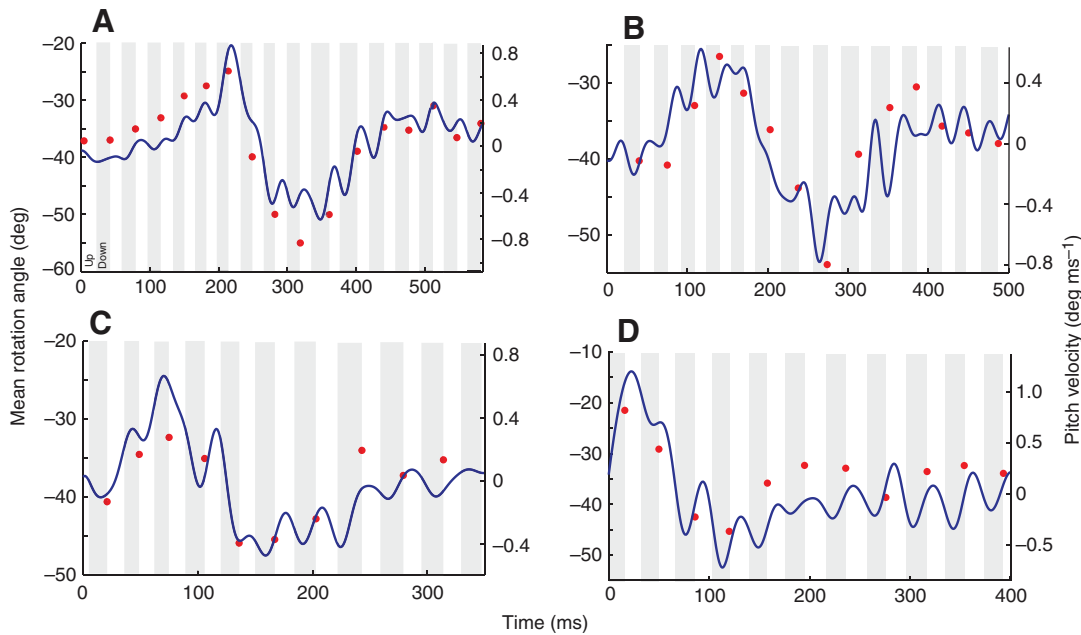 A
B
−20
−30
−40
−50
−60
0.8
0.4
0
−0.4
−0.8
Up
Down
0 100 200 300 400 500
−30
−40
−50
0.4
0
−0.4
−0.8
0 100 200 300 400 500
C
D
−20
−30
−40
−50
0.8
0.4
0
−0.4
0 100 200 300
−10
−20
−30
−40
−50
1.0
0.5
0
−0.5
0 100 200 300 400
Mean rotation angle (deg)
Pitch velocity (deg ms⁻¹)
Time (ms)